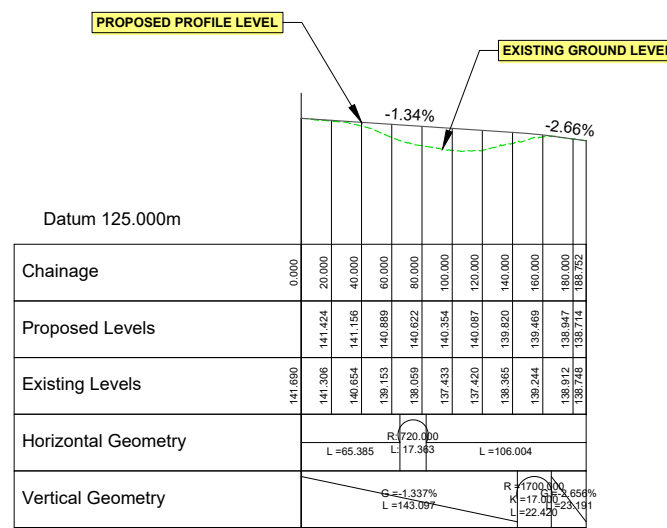 PROPOSED PROFILE LEVEL
EXISTING GROUND LEVEL
-1.34%
-2.66%
Datum 125.000m
Chainage
0.000
20.000
40.000
60.000
80.000
100.000
120.000
140.000
160.000
180.000
188.752
Proposed Levels
141.424
141.156
140.889
140.622
140.354
140.087
139.820
139.469
138.947
138.714
Existing Levels
141.690
141.306
140.654
139.153
138.059
137.433
137.420
138.365
139.244
138.912
138.748
Horizontal Geometry
L =65.385
R: 720.000
L: 17.363
L =106.004
Vertical Geometry
G =-1.337%
L =143.097
R =1700.000
K =17.000
L =22.420
G =-2.656%
L =23.191